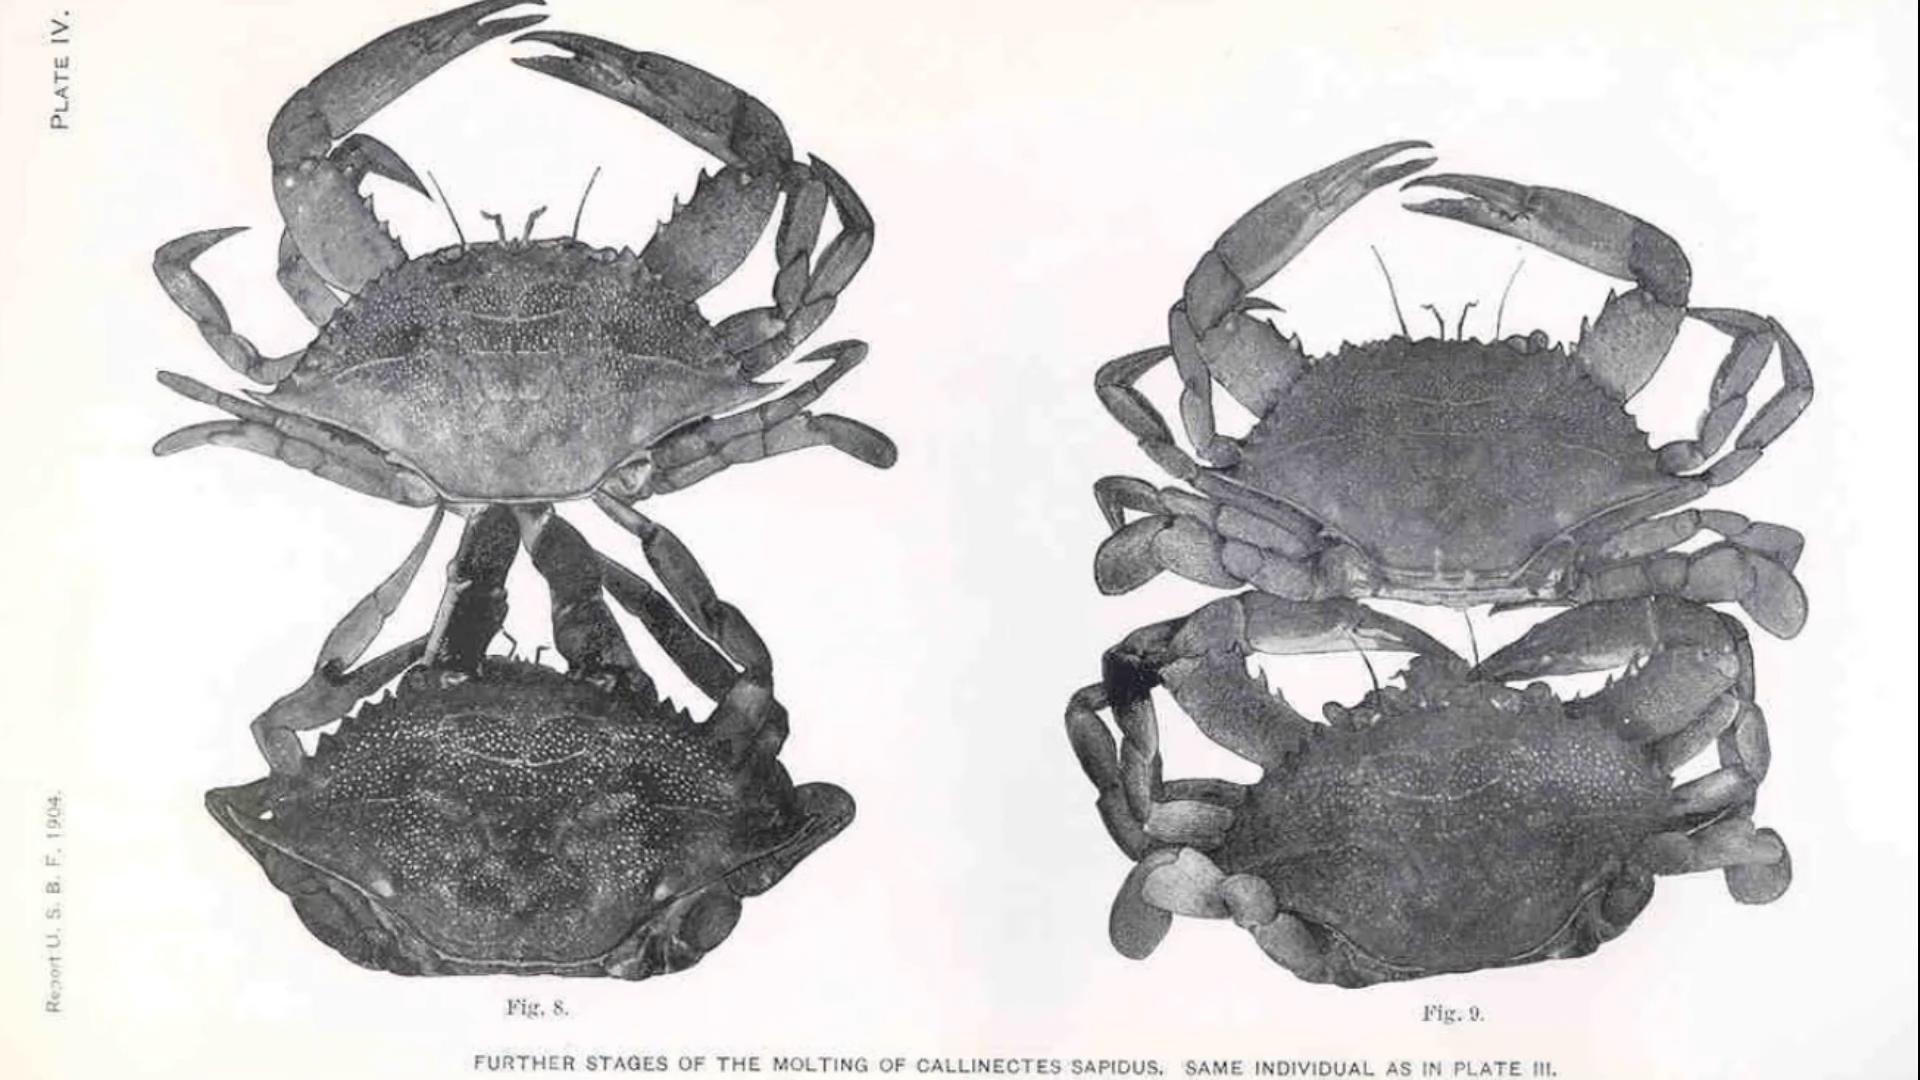 PLATE IV.
Report U. S. B. F. 1904.
Fig. 8.
Fig. 9.
FURTHER STAGES OF THE MOLTING OF CALLINECTES SAPIDUS. SAME INDIVIDUAL AS IN PLATE III.